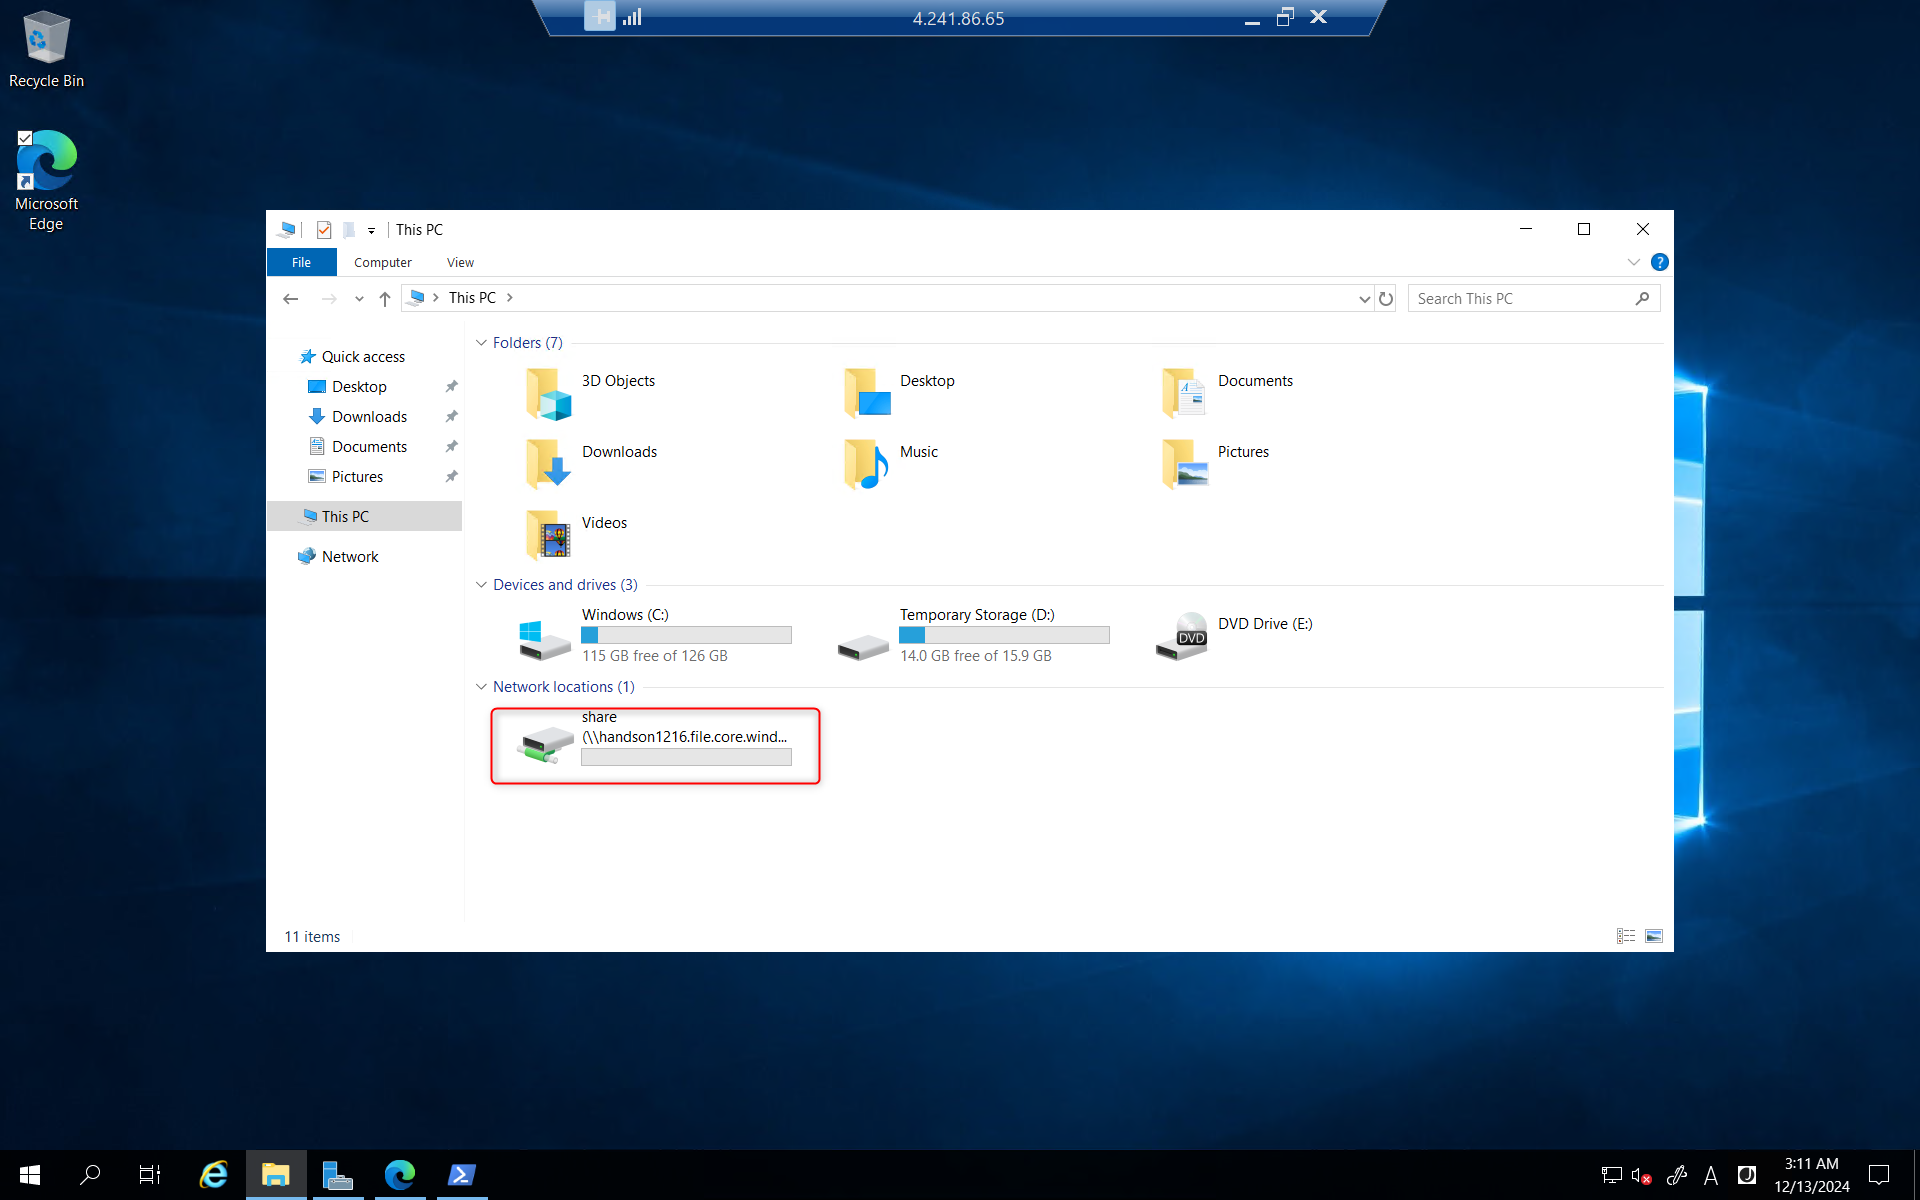 4.241.86.65
Recycle Bin
Microsoft
Edge
This PC
File
Computer
View
?
This PC
Search This PC
Quick access
Desktop
Downloads
Documents
Pictures
This PC
Network
Folders (7)
3D Objects
Desktop
Documents
Downloads
Music
Pictures
Videos
Devices and drives (3)
Windows (C:)
115 GB free of 126 GB
Temporary Storage (D:)
14.0 GB free of 15.9 GB
DVD
DVD Drive (E:)
Network locations (1)
share
(\\handson1216.file.core.wind...
11 items
A
3:11 AM
12/13/2024